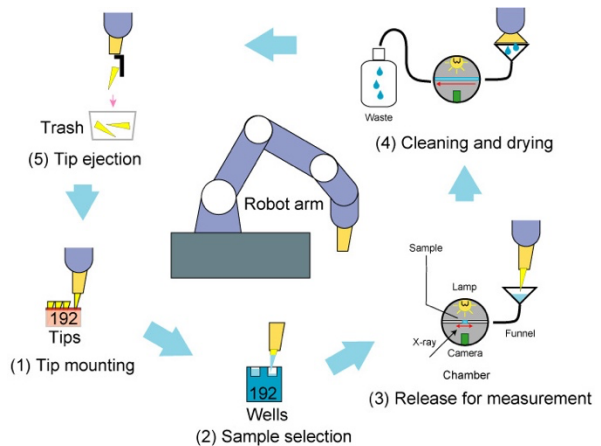 Trash
(5) Tip ejection
Waste
(4) Cleaning and drying
Robot arm
192
Tips
(1) Tip mounting
192
Wells
(2) Sample selection
Sample
Lamp
X-ray
Camera
Funnel
Chamber
(3) Release for measurement